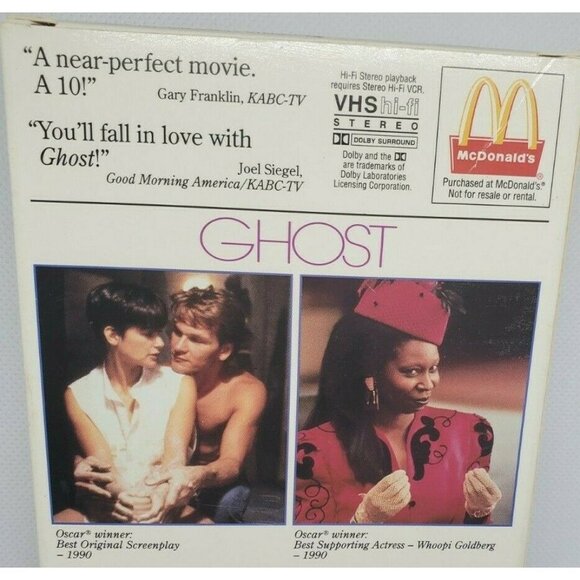 “A near-perfect movie.
A 10!”
Gary Franklin, KABC-TV
“You'll fall in love with
Ghost!”
Joel Siegel,
Good Morning America/KABC-TV
Hi-Fi Stereo playback
requires Stereo Hi-Fi VCR.
VHS hi-fi
STEREO
DOLBY SURROUND
Dolby and the DD
are trademarks of
Dolby Laboratories
Licensing Corporation.
McDonald's®
Purchased at McDonald's®
Not for resale or rental.
GHOST
Oscar® winner:
Best Original Screenplay
– 1990
Oscar® winner:
Best Supporting Actress – Whoopi Goldberg
– 1990